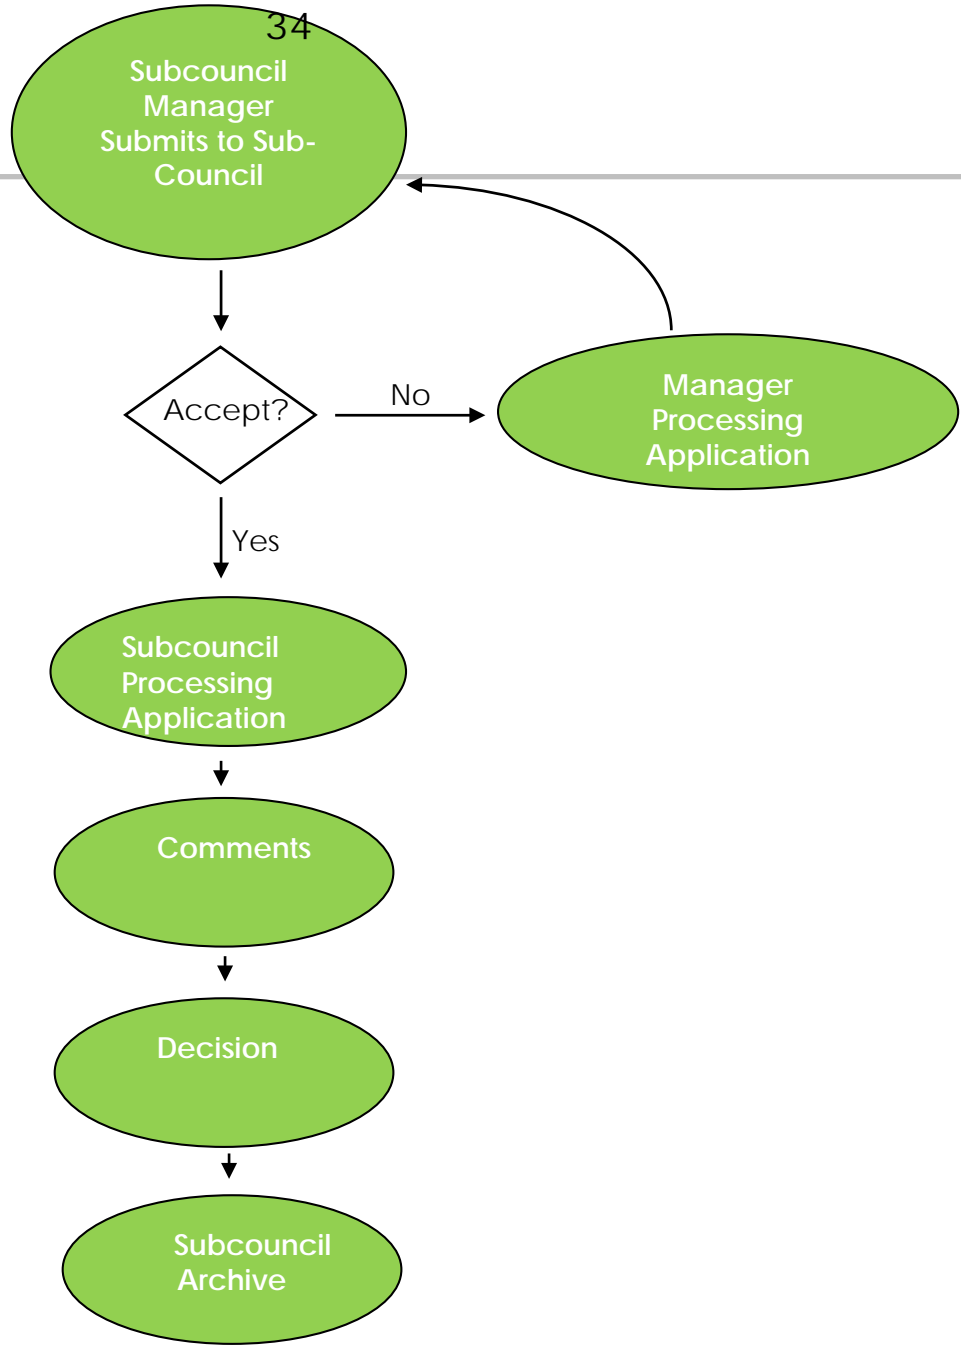 34
Subcouncil
Manager
Submits to Sub-
Council
Accept?
No
Manager
Processing
Application
Yes
Subcouncil
Processing
Application
Comments
Decision
Subcouncil
Archive